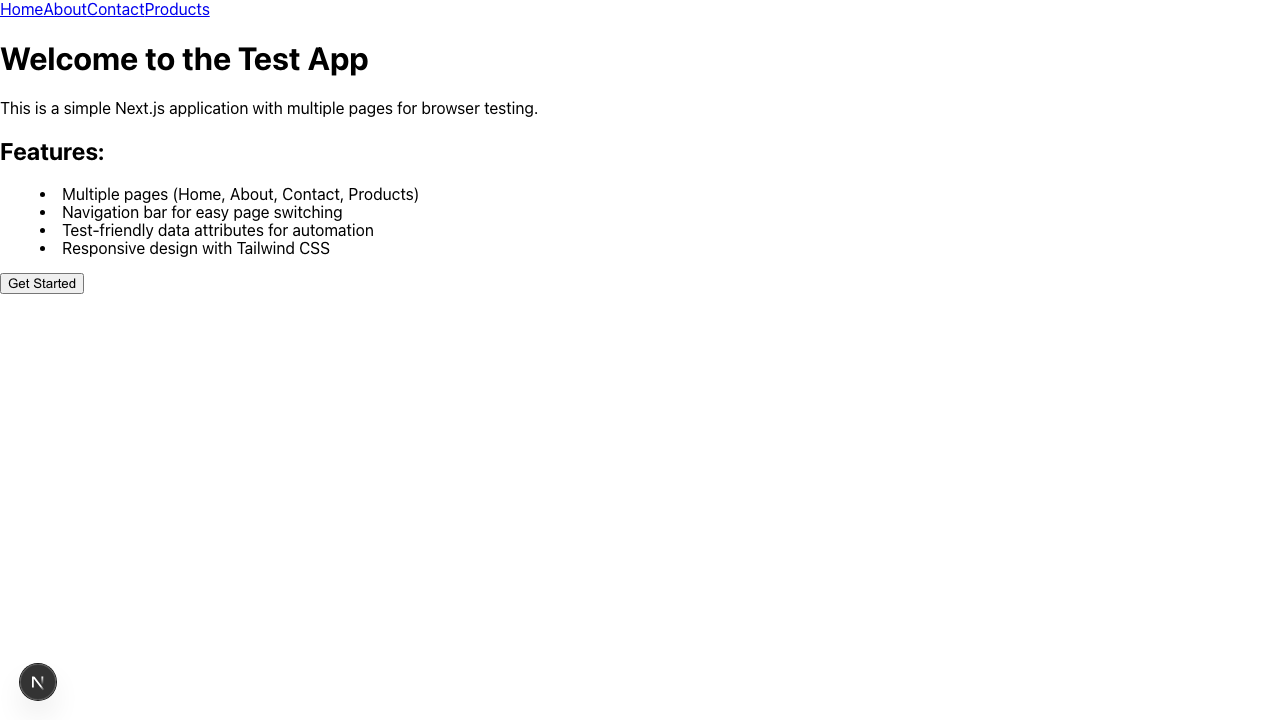 HomeAboutContactProducts
Welcome to the Test App
This is a simple Next.js application with multiple pages for browser testing.
Features:
Multiple pages (Home, About, Contact, Products)
Navigation bar for easy page switching
Test-friendly data attributes for automation
Responsive design with Tailwind CSS
Get Started
N